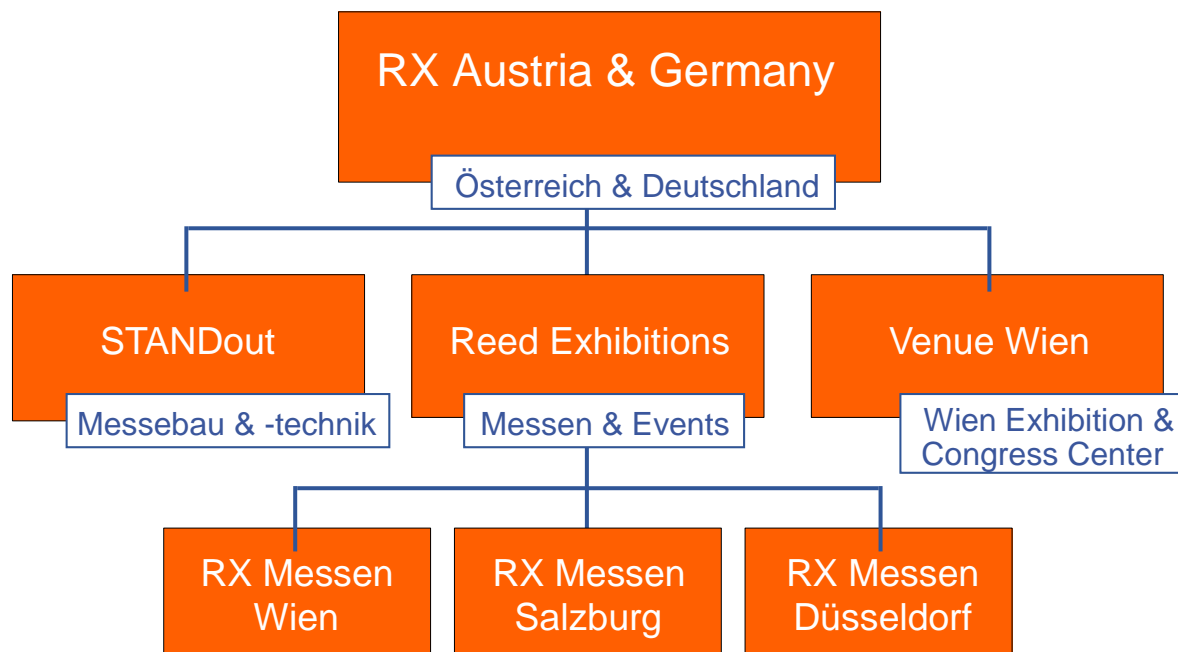 RX Austria & Germany
Österreich & Deutschland
STANDout
Messebau & -technik
Reed Exhibitions
Messen & Events
Venue Wien
Wien Exhibition &
Congress Center
RX Messen
Wien
RX Messen
Salzburg
RX Messen
Düsseldorf